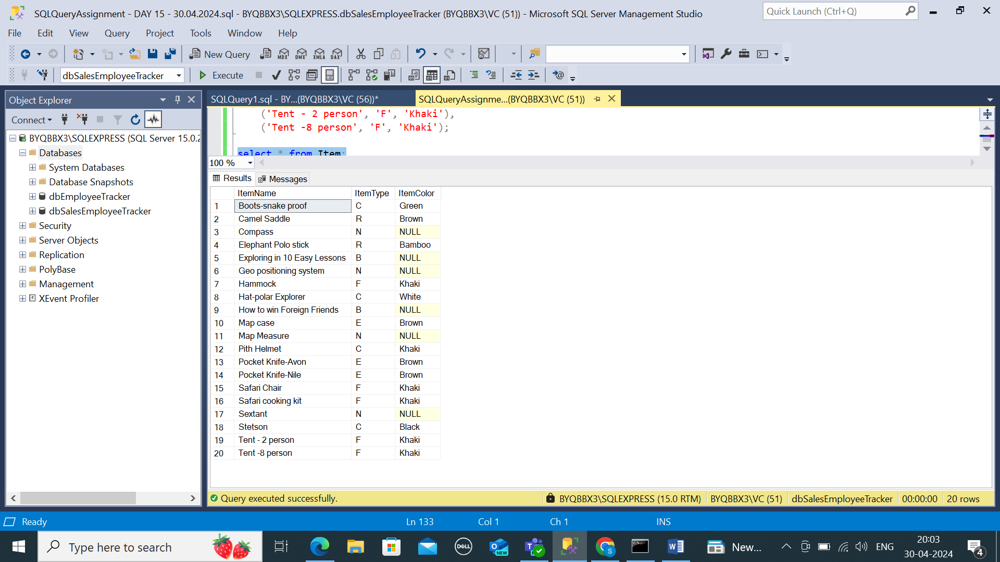 SQLQueryAssignment - DAY 15 - 30.04.2024.sql - BYQBBX3\SQLEXPRESS.dbSalesEmployeeTracker (BYQBBX3\VC (51)) - Microsoft SQL Server Management Studio
Quick Launch (Ctrl+Q)
File Edit View Query Project Tools Window Help
New Query MDX DMX XMLA DAX
dbSalesEmployeeTracker Execute
Object Explorer
Connect
BYQBBX3\SQLEXPRESS (SQL Server 15.0.2
Databases
System Databases
Database Snapshots
dbEmployeeTracker
dbSalesEmployeeTracker
Security
Server Objects
Replication
PolyBase
Management
XEvent Profiler
SQLQuery1.sql - BY...(BYQBBX3\VC (56))*
SQLQueryAssignme...(BYQBBX3\VC (51))
('Tent - 2 person', 'F', 'Khaki'),
('Tent -8 person', 'F', 'Khaki');
select * from Item;
100 %
Results Messages
ItemName ItemType ItemColor
1 Boots-snake proof C Green
2 Camel Saddle R Brown
3 Compass N NULL
4 Elephant Polo stick R Bamboo
5 Exploring in 10 Easy Lessons B NULL
6 Geo positioning system N NULL
7 Hammock F Khaki
8 Hat-polar Explorer C White
9 How to win Foreign Friends B NULL
10 Map case E Brown
11 Map Measure N NULL
12 Pith Helmet C Khaki
13 Pocket Knife-Avon E Brown
14 Pocket Knife-Nile E Brown
15 Safari Chair F Khaki
16 Safari cooking kit F Khaki
17 Sextant N NULL
18 Stetson C Black
19 Tent - 2 person F Khaki
20 Tent -8 person F Khaki
Query executed successfully. BYQBBX3\SQLEXPRESS (15.0 RTM) BYQBBX3\VC (51) dbSalesEmployeeTracker 00:00:00 20 rows
Ready Ln 133 Col 1 Ch 1 INS
Type here to search
DELL
NEW
New...
ENG
20:03
30-04-2024
4